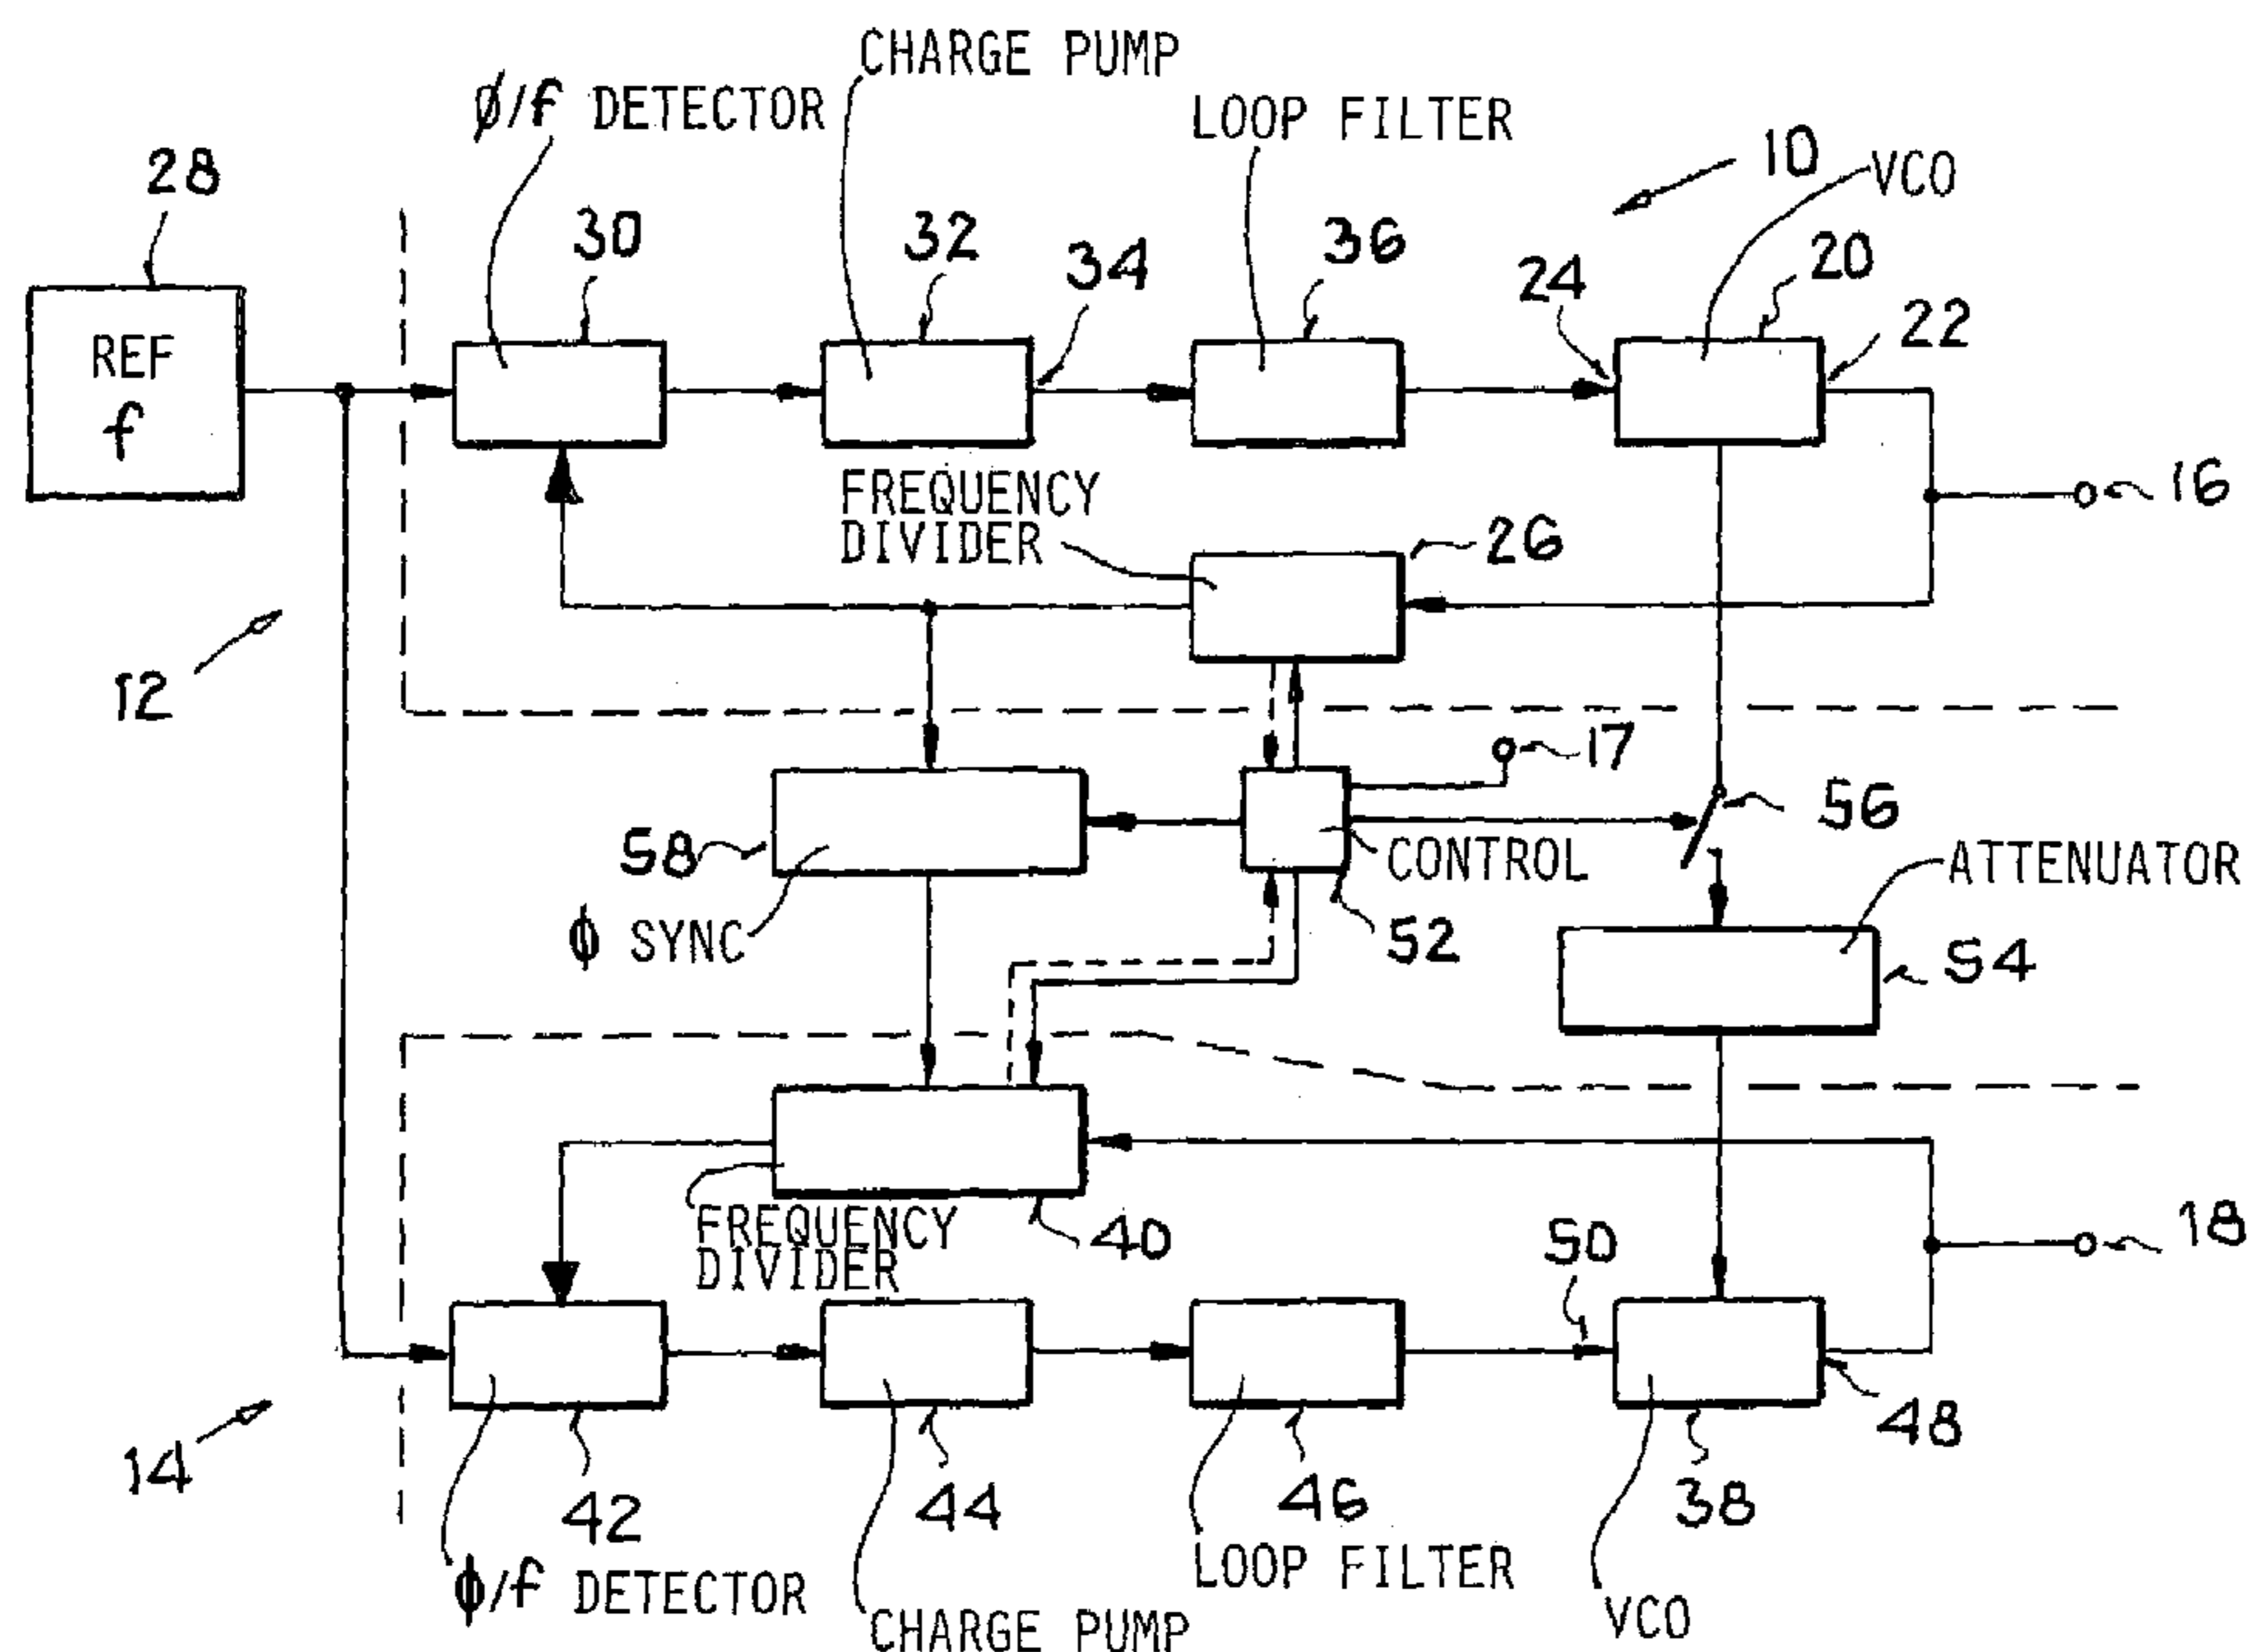 CHARGE PUMP
ϕ/f DETECTOR
LOOP FILTER
10
VCO
28
30
32
34
36
24
20
22
REF
f
16
FREQUENCY
DIVIDER
26
12
17
56
58
CONTROL
ATTENUATOR
ϕ SYNC
52
54
FREQUENCY
DIVIDER
40
50
18
14
42
44
46
38
48
ϕ/f DETECTOR
LOOP FILTER
CHARGE PUMP
VCO